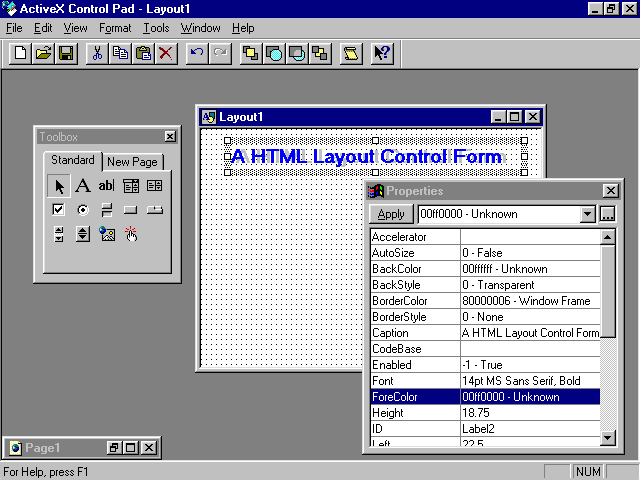 ActiveX Control Pad - Layout1
File Edit View Format Tools Window Help
Toolbox
Standard New Page
A ab
Layout1
A HTML Layout Control Form
Properties
Apply 00ff0000 - Unknown ...
Accelerator
AutoSize 0 - False
BackColor 00ffffff - Unknown
BackStyle 0 - Transparent
BorderColor 80000006 - Window Frame
BorderStyle 0 - None
Caption A HTML Layout Control Form
CodeBase
Enabled -1 - True
Font 14pt MS Sans Serif, Bold
ForeColor 00ff0000 - Unknown
Height 18.75
ID Label2
Left 22.5
Page1
For Help, press F1 NUM